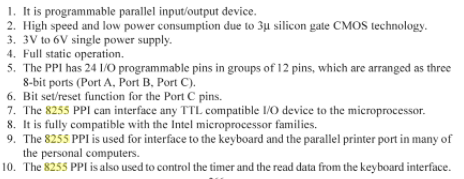 1. It is programmable parallel input/output device.
2. High speed and low power consumption due to 3μ silicon gate CMOS technology.
3. 3V to 6V single power supply.
4. Full static operation.
5. The PPI has 24 I/O programmable pins in groups of 12 pins, which are arranged as three
8-bit ports (Port A, Port B, Port C).
6. Bit set/reset function for the Port C pins.
7. The 8255 PPI can interface any TTL compatible I/O device to the microprocessor.
8. It is fully compatible with the Intel microprocessor families.
9. The 8255 PPI is used for interface to the keyboard and the parallel printer port in many of
the personal computers.
10. The 8255 PPI is also used to control the timer and the read data from the keyboard interface.